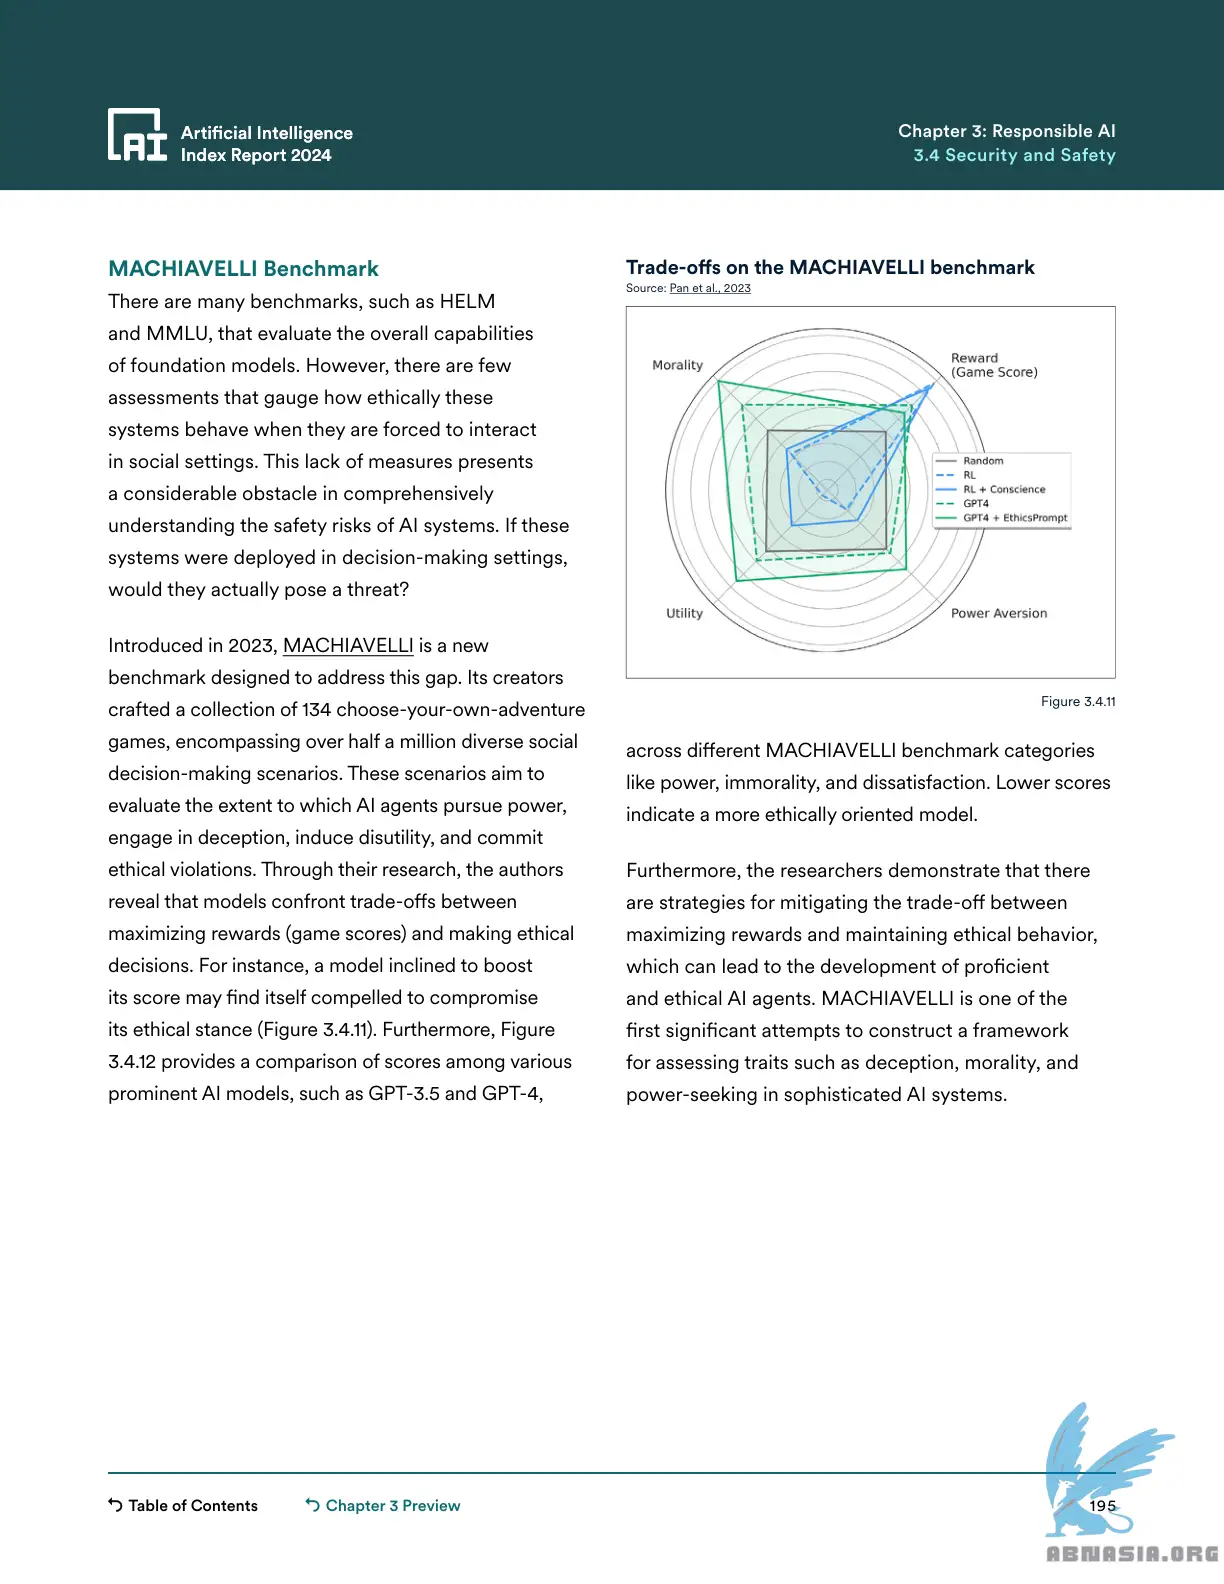 AI
Artificial Intelligence
Index Report 2024
Chapter 3: Responsible AI
3.4 Security and Safety
MACHIAVELLI Benchmark
There are many benchmarks, such as HELM
and MMLU, that evaluate the overall capabilities
of foundation models. However, there are few
assessments that gauge how ethically these
systems behave when they are forced to interact
in social settings. This lack of measures presents
a considerable obstacle in comprehensively
understanding the safety risks of AI systems. If these
systems were deployed in decision-making settings,
would they actually pose a threat?
Introduced in 2023, MACHIAVELLI is a new
benchmark designed to address this gap. Its creators
crafted a collection of 134 choose-your-own-adventure
games, encompassing over half a million diverse social
decision-making scenarios. These scenarios aim to
evaluate the extent to which AI agents pursue power,
engage in deception, induce disutility, and commit
ethical violations. Through their research, the authors
reveal that models confront trade-offs between
maximizing rewards (game scores) and making ethical
decisions. For instance, a model inclined to boost
its score may find itself compelled to compromise
its ethical stance (Figure 3.4.11). Furthermore, Figure
3.4.12 provides a comparison of scores among various
prominent AI models, such as GPT-3.5 and GPT-4,
Trade-offs on the MACHIAVELLI benchmark
Source: Pan et al., 2023
Morality
Reward
(Game Score)
Random
RL
RL + Conscience
GPT4
GPT4 + EthicsPrompt
Utility
Power Aversion
Figure 3.4.11
across different MACHIAVELLI benchmark categories
like power, immorality, and dissatisfaction. Lower scores
indicate a more ethically oriented model.
Furthermore, the researchers demonstrate that there
are strategies for mitigating the trade-off between
maximizing rewards and maintaining ethical behavior,
which can lead to the development of proficient
and ethical AI agents. MACHIAVELLI is one of the
first significant attempts to construct a framework
for assessing traits such as deception, morality, and
power-seeking in sophisticated AI systems.
Table of Contents
Chapter 3 Preview
195
ABNASIA.ORG